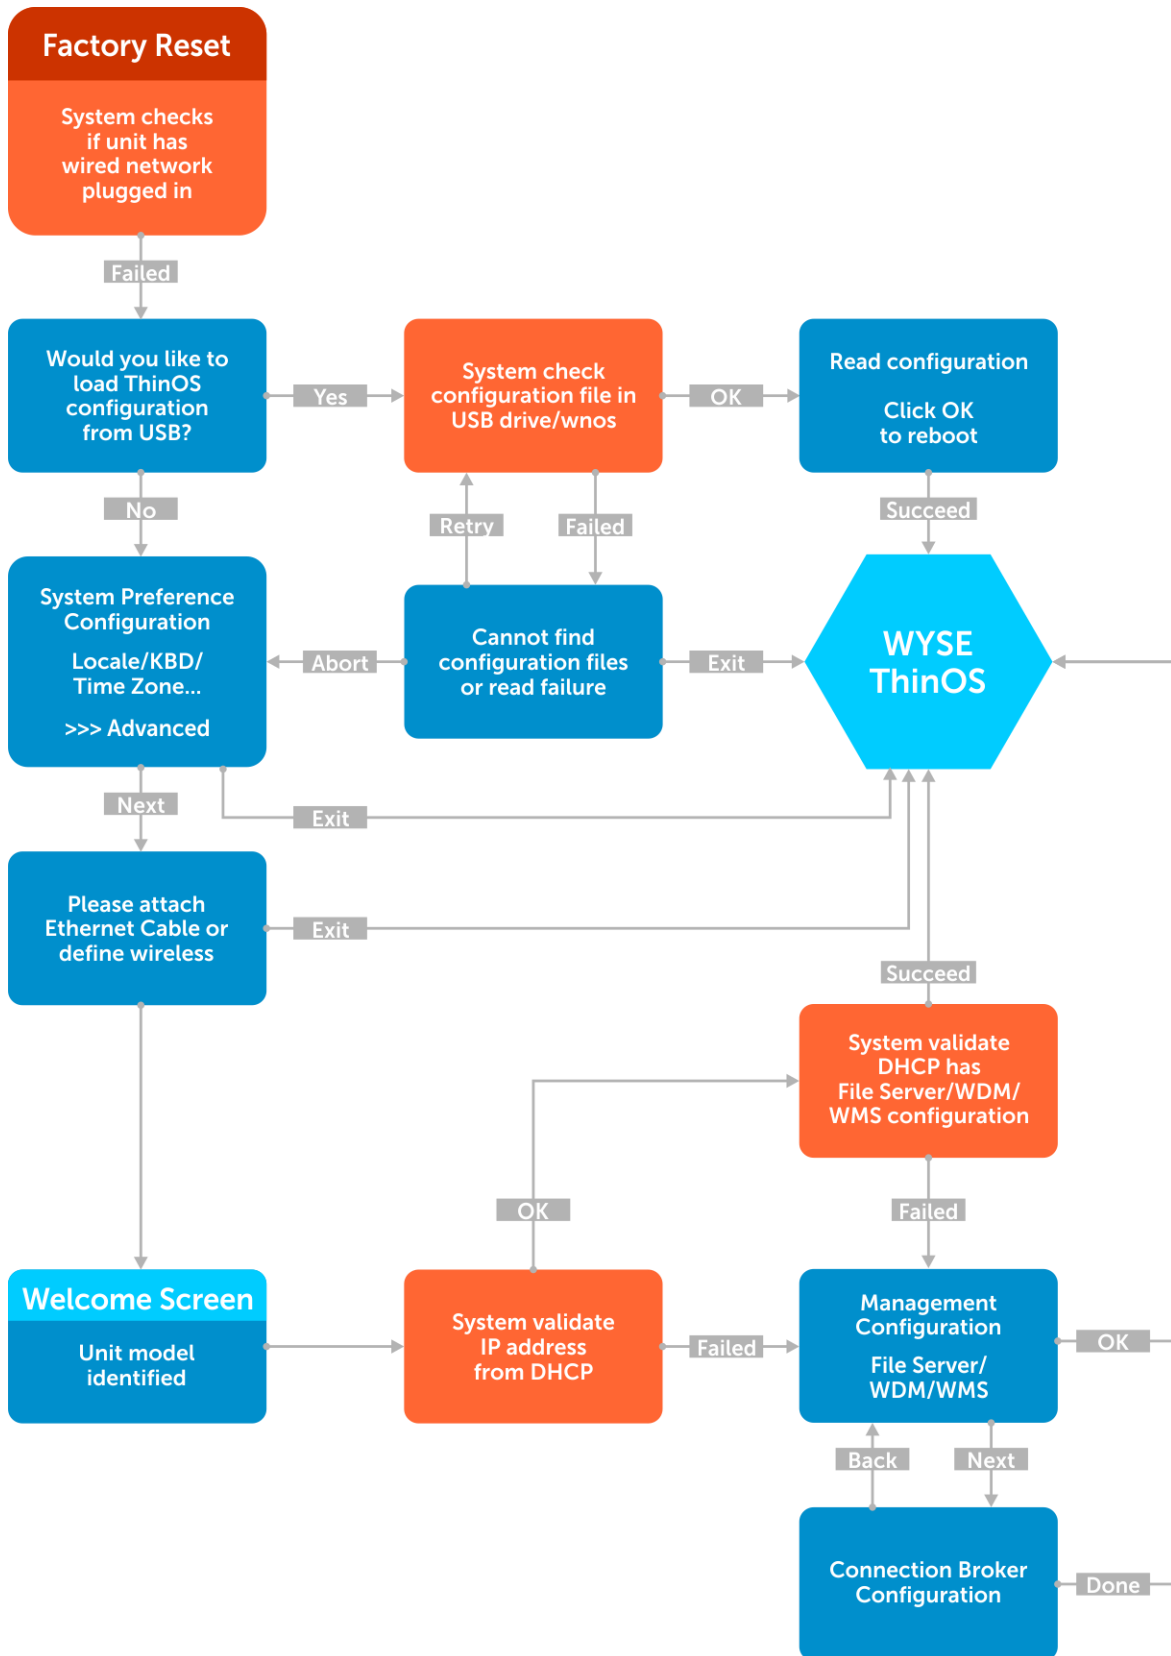 Factory Reset
System checks
if unit has
wired network
plugged in
Failed
Would you like to
load ThinOS
configuration
from USB?
Yes
System check
configuration file in
USB drive/wnos
OK
Read configuration
Click OK
to reboot
No
Retry
Failed
Succeed
System Preference
Configuration
Locale/KBD/
Time Zone...
>>> Advanced
Abort
Cannot find
configuration files
or read failure
Exit
WYSE
ThinOS
Next
Exit
Please attach
Ethernet Cable or
define wireless
Exit
Succeed
System validate
DHCP has
File Server/WDM/
WMS configuration
OK
Failed
Welcome Screen
Unit model
identified
System validate
IP address
from DHCP
Failed
Management
Configuration
File Server/
WDM/WMS
OK
Back
Next
Connection Broker
Configuration
Done